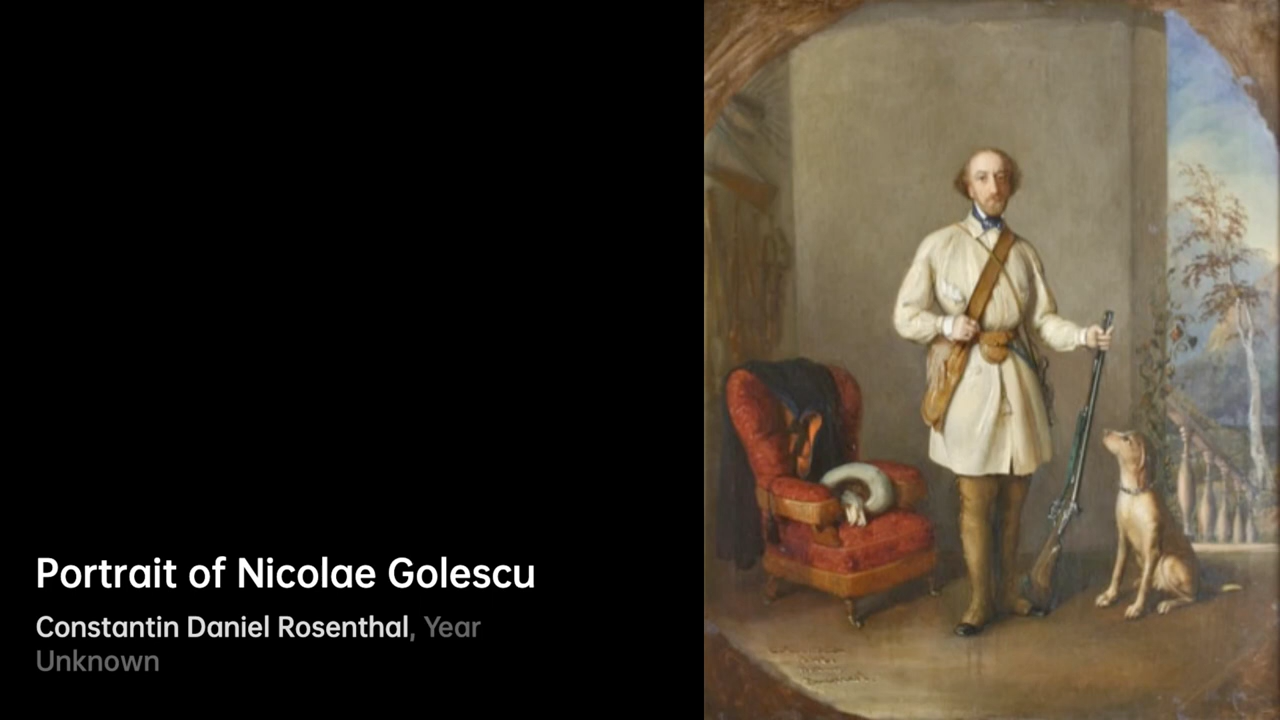 Portrait of Nicolae Golescu
Constantin Daniel Rosenthal, Year
Unknown